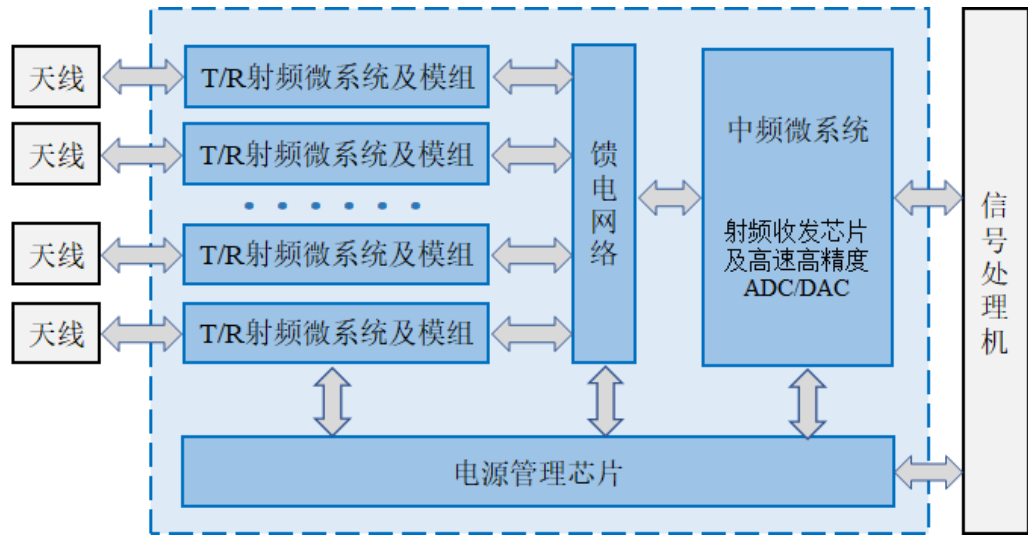 天线
T/R射频微系统及模组
天线
T/R射频微系统及模组
天线
T/R射频微系统及模组
天线
T/R射频微系统及模组
馈
电
网
络
中频微系统
射频收发芯片
及高速高精度
ADC/DAC
电源管理芯片
信
号
处
理
机